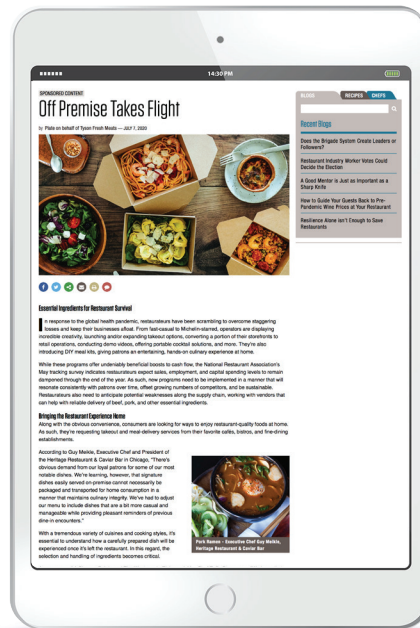 14:30 PM
SPONSORED CONTENT
Off Premise Takes Flight
by Plate on behalf of Tyson Fresh Meats — JULY 7, 2020
BLOGS
RECIPES
CHEFS
Recent Blogs
Does the Brigade System Create Leaders or
Followers?
Restaurant Industry Worker Votes Could
Decide the Election
A Good Mentor is Just as Important as a
Sharp Knife
How to Guide Your Guests Back to Pre-
Pandemic Wine Prices at Your Restaurant
Resilience Alone Isn't Enough to Save
Restaurants
Essential Ingredients for Restaurant Survival
In response to the global health pandemic, restaurateurs have been scrambling to overcome staggering
losses and keep their businesses afloat. From fast-casual to Michelin-starred, operators are displaying
incredible creativity, launching and/or expanding takeout options, converting a portion of their storefronts to
retail operations, conducting demo videos, offering portable cocktail solutions, and more. They're also
introducing DIY meal kits, giving patrons an entertaining, hands-on culinary experience at home.
While these programs offer undeniably beneficial boosts to cash flow, the National Restaurant Association's
May tracking survey indicates restaurateurs expect sales, employment, and capital spending levels to remain
dampened through the end of the year. As such, new programs need to be implemented in a manner that will
resonate consistently with patrons over time, offset growing numbers of competitors, and be sustainable.
Restaurateurs also need to anticipate potential weaknesses along the supply chain, working with vendors that
can help with reliable delivery of beef, pork, and other essential ingredients.
Bringing the Restaurant Experience Home
Along with the obvious convenience, consumers are looking for ways to enjoy restaurant-quality foods at home.
As such, they're requesting takeout and meal-delivery services from their favorite cafés, bistros, and fine-dining
establishments.
According to Guy Meikle, Executive Chef and President of
the Heritage Restaurant & Caviar Bar in Chicago, "There's
obvious demand from our loyal patrons for some of our most
notable dishes. We're learning, however, that signature
dishes easily served on-premise cannot necessarily be
packaged and transported for home consumption in a
manner that maintains culinary integrity. We've had to adjust
our menu to include dishes that are a bit more casual and
manageable while providing pleasant reminders of previous
dine-in encounters."
With a tremendous variety of cuisines and cooking styles, it's
essential to understand how a carefully prepared dish will be
experienced once it's left the restaurant. In this regard, the
selection and handling of ingredients becomes critical.
Pork Ramen - Executive Chef Guy Meikle,
Heritage Restaurant & Caviar Bar